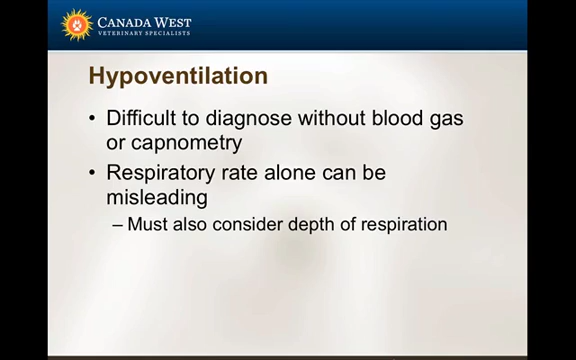 CANADA WEST
VETERINARY SPECIALISTS
Hypoventilation
• Difficult to diagnose without blood gas
or capnometry
• Respiratory rate alone can be
misleading
– Must also consider depth of respiration